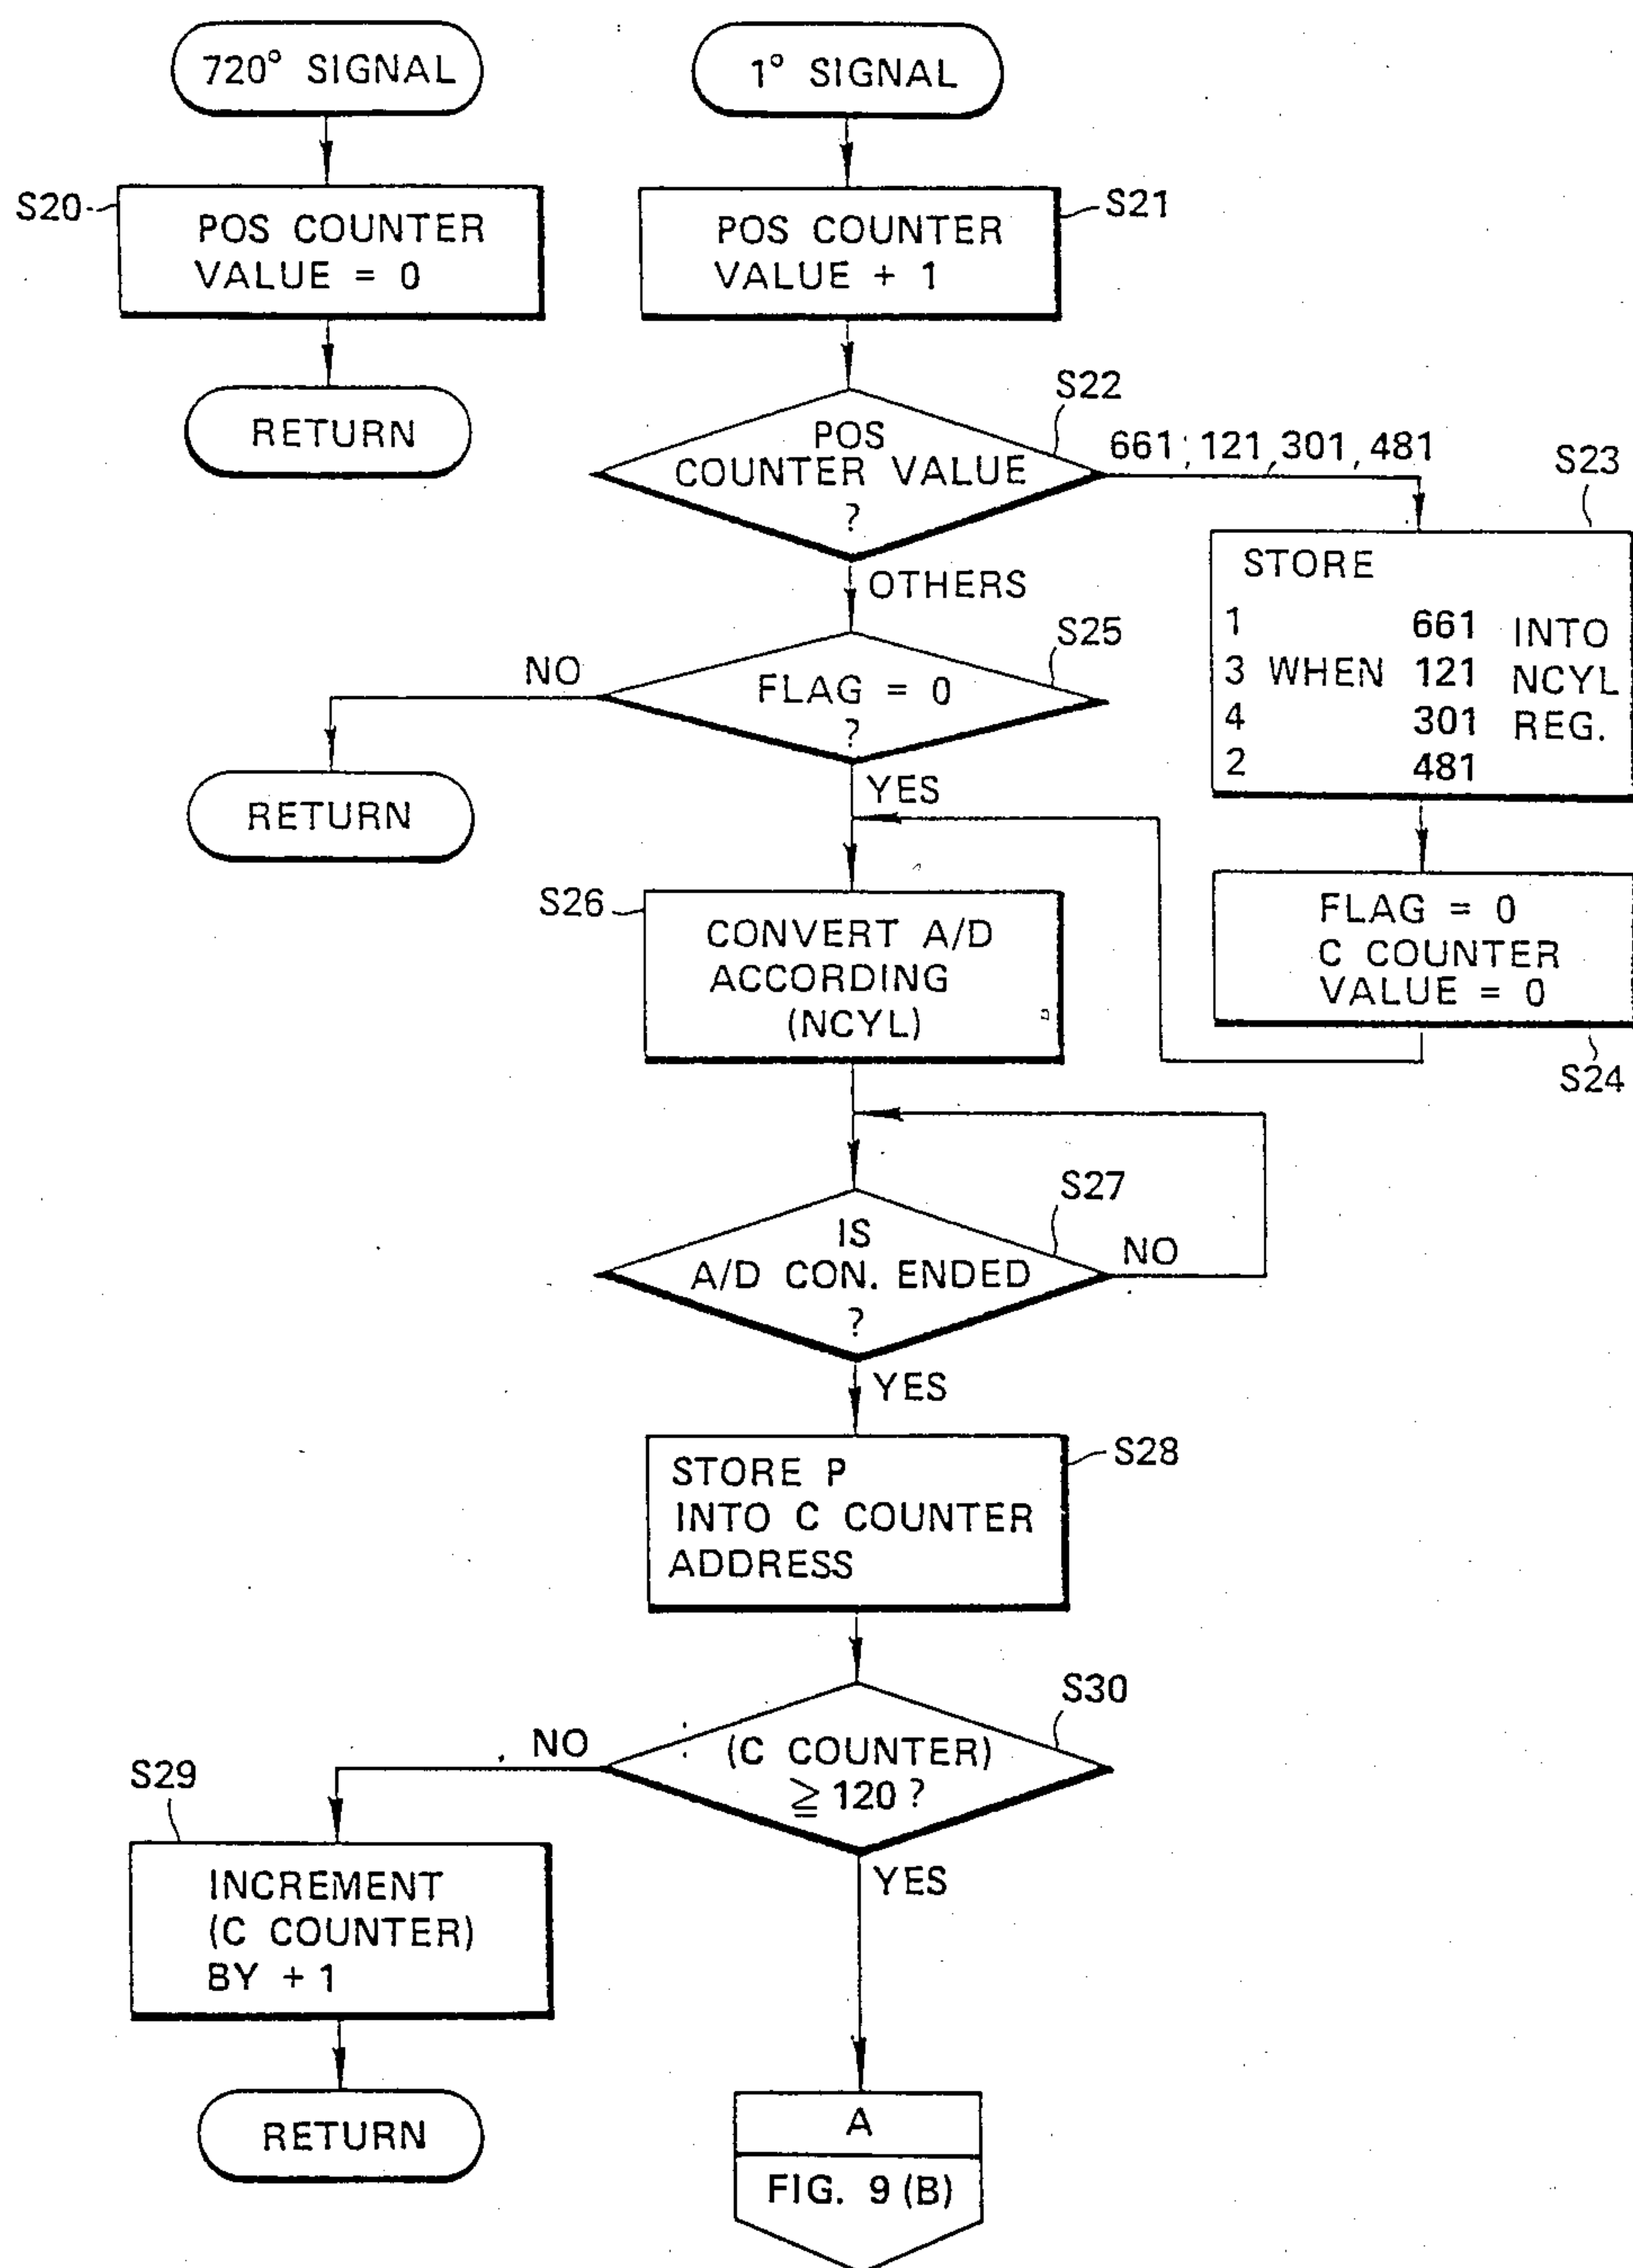 720° SIGNAL
S20
POS COUNTER
VALUE = 0
RETURN
1° SIGNAL
S21
POS COUNTER
VALUE + 1
S22
POS
COUNTER VALUE
?
661, 121, 301, 481
OTHERS
S23
STORE
1 661 INTO
3 WHEN 121 NCYL
4 301 REG.
2 481
FLAG = 0
C COUNTER
VALUE = 0
S24
S25
FLAG = 0
?
NO
RETURN
YES
S26
CONVERT A/D
ACCORDING
(NCYL)
S27
IS
A/D CON. ENDED
?
NO
YES
S28
STORE P
INTO C COUNTER
ADDRESS
S30
(C COUNTER)
≧ 120 ?
NO
S29
INCREMENT
(C COUNTER)
BY + 1
RETURN
YES
A
FIG. 9 (B)